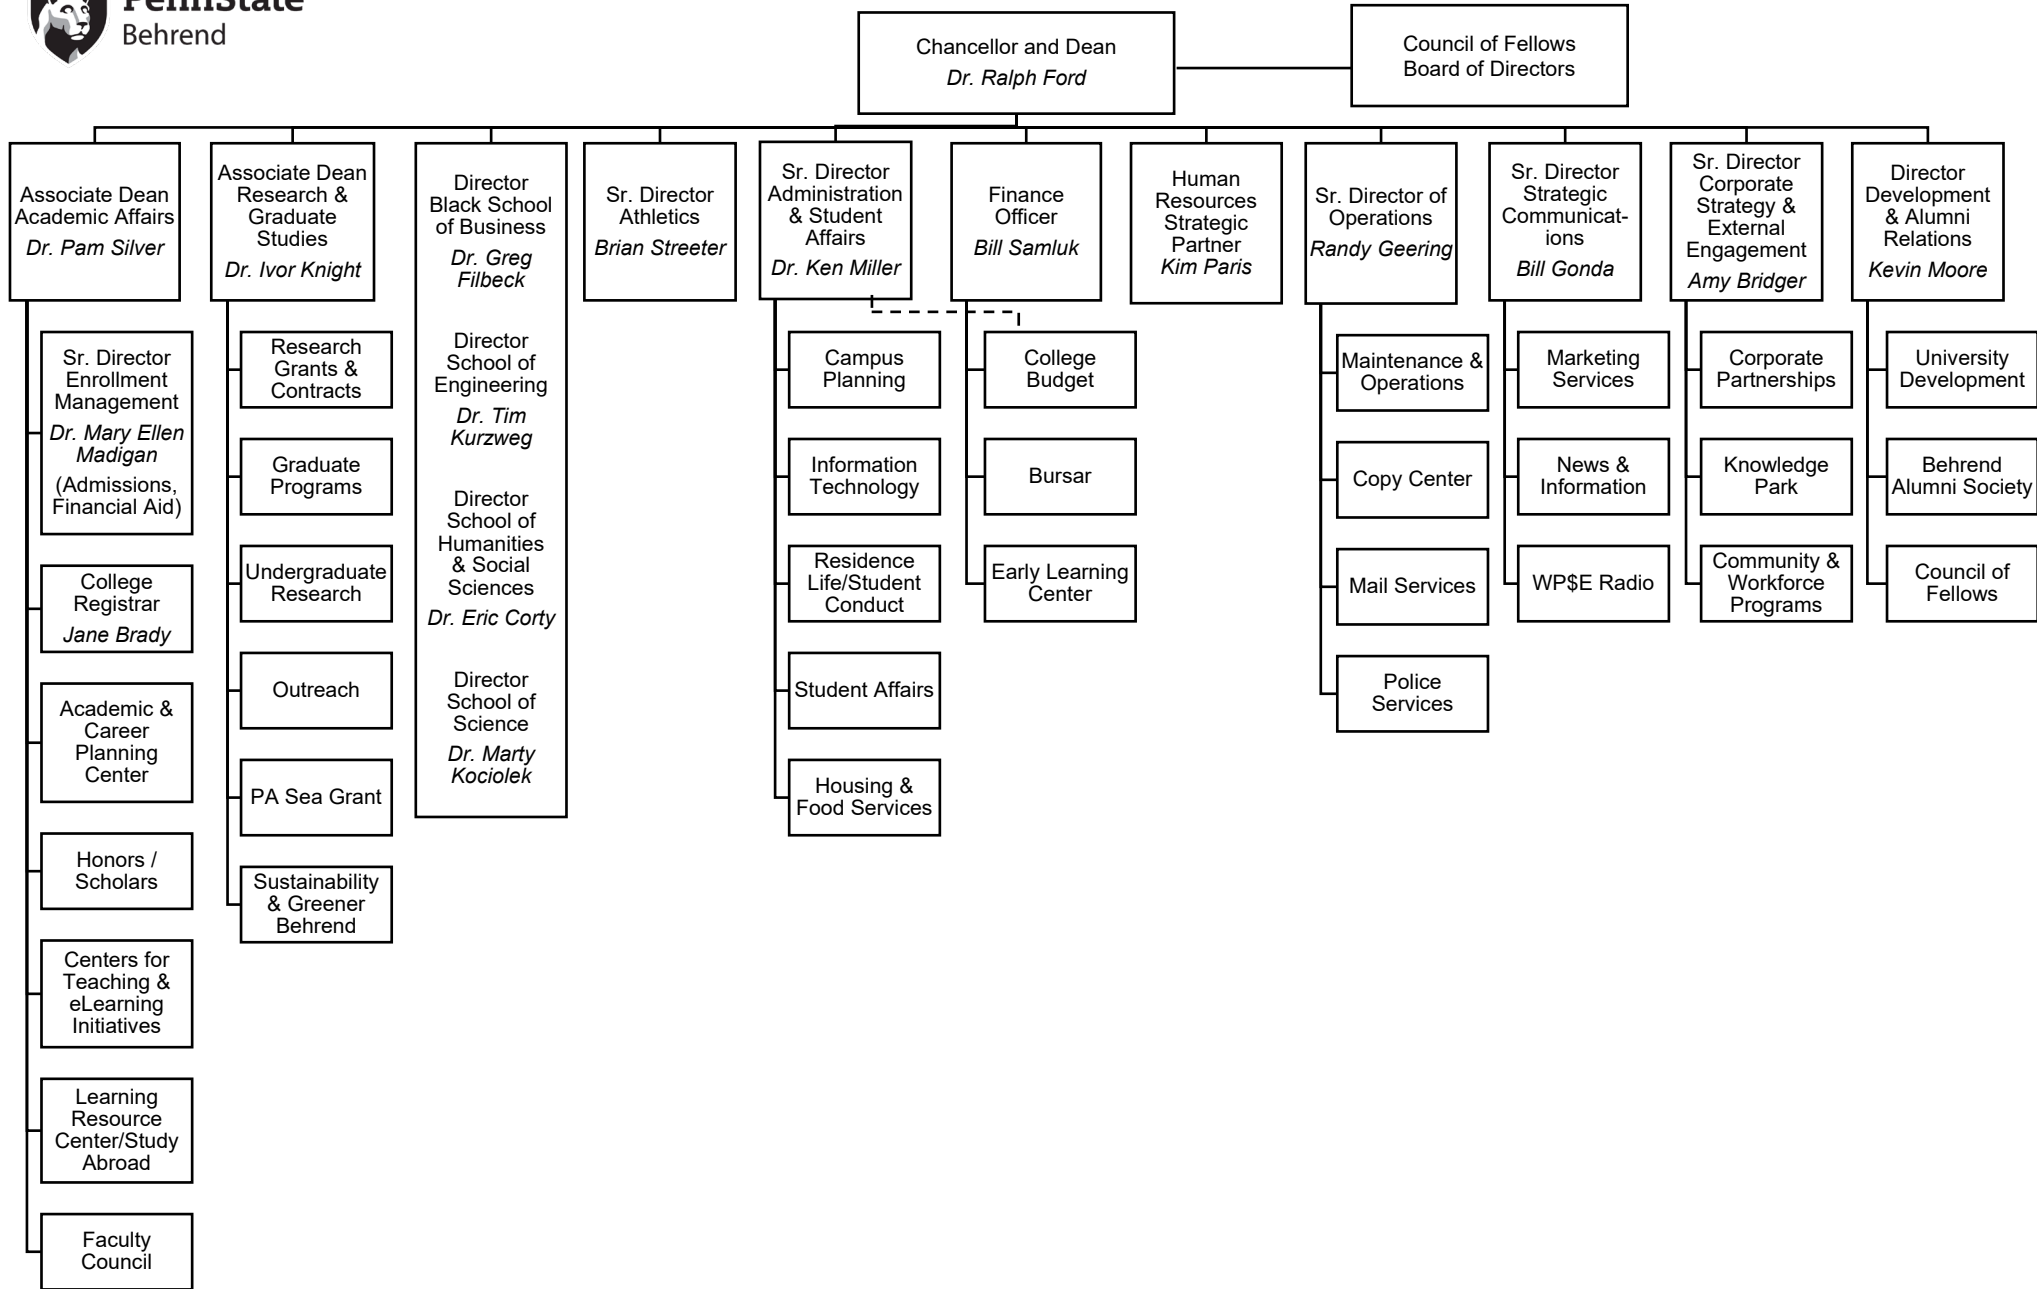 PennState
Behrend
Chancellor and Dean
Dr. Ralph Ford
Council of Fellows
Board of Directors
Associate Dean
Academic Affairs
Dr. Pam Silver
Associate Dean
Research &
Graduate
Studies
Dr. Ivor Knight
Director
Black School
of Business
Dr. Greg
Filbeck
Director
School of
Engineering
Dr. Tim
Kurzweg
Director
School of
Humanities
& Social
Sciences
Dr. Eric Corty
Director
School of
Science
Dr. Marty
Kociolek
Sr. Director
Athletics
Brian Streeter
Sr. Director
Administration
& Student
Affairs
Dr. Ken Miller
Finance
Officer
Bill Samluk
Human
Resources
Strategic
Partner
Kim Paris
Sr. Director of
Operations
Randy Geering
Sr. Director
Strategic
Communicat-
ions
Bill Gonda
Sr. Director
Corporate
Strategy &
External
Engagement
Amy Bridger
Director
Development
& Alumni
Relations
Kevin Moore
Sr. Director
Enrollment
Management
Dr. Mary Ellen
Madigan
(Admissions,
Financial Aid)
College
Registrar
Jane Brady
Academic &
Career
Planning
Center
Honors /
Scholars
Centers for
Teaching &
eLearning
Initiatives
Learning
Resource
Center/Study
Abroad
Faculty
Council
Research
Grants &
Contracts
Graduate
Programs
Undergraduate
Research
Outreach
PA Sea Grant
Sustainability
& Greener
Behrend
Campus
Planning
Information
Technology
Residence
Life/Student
Conduct
Student Affairs
Housing &
Food Services
College
Budget
Bursar
Early Learning
Center
Maintenance &
Operations
Copy Center
Mail Services
Police
Services
Marketing
Services
News &
Information
WP$E Radio
Corporate
Partnerships
Knowledge
Park
Community &
Workforce
Programs
University
Development
Behrend
Alumni Society
Council of
Fellows